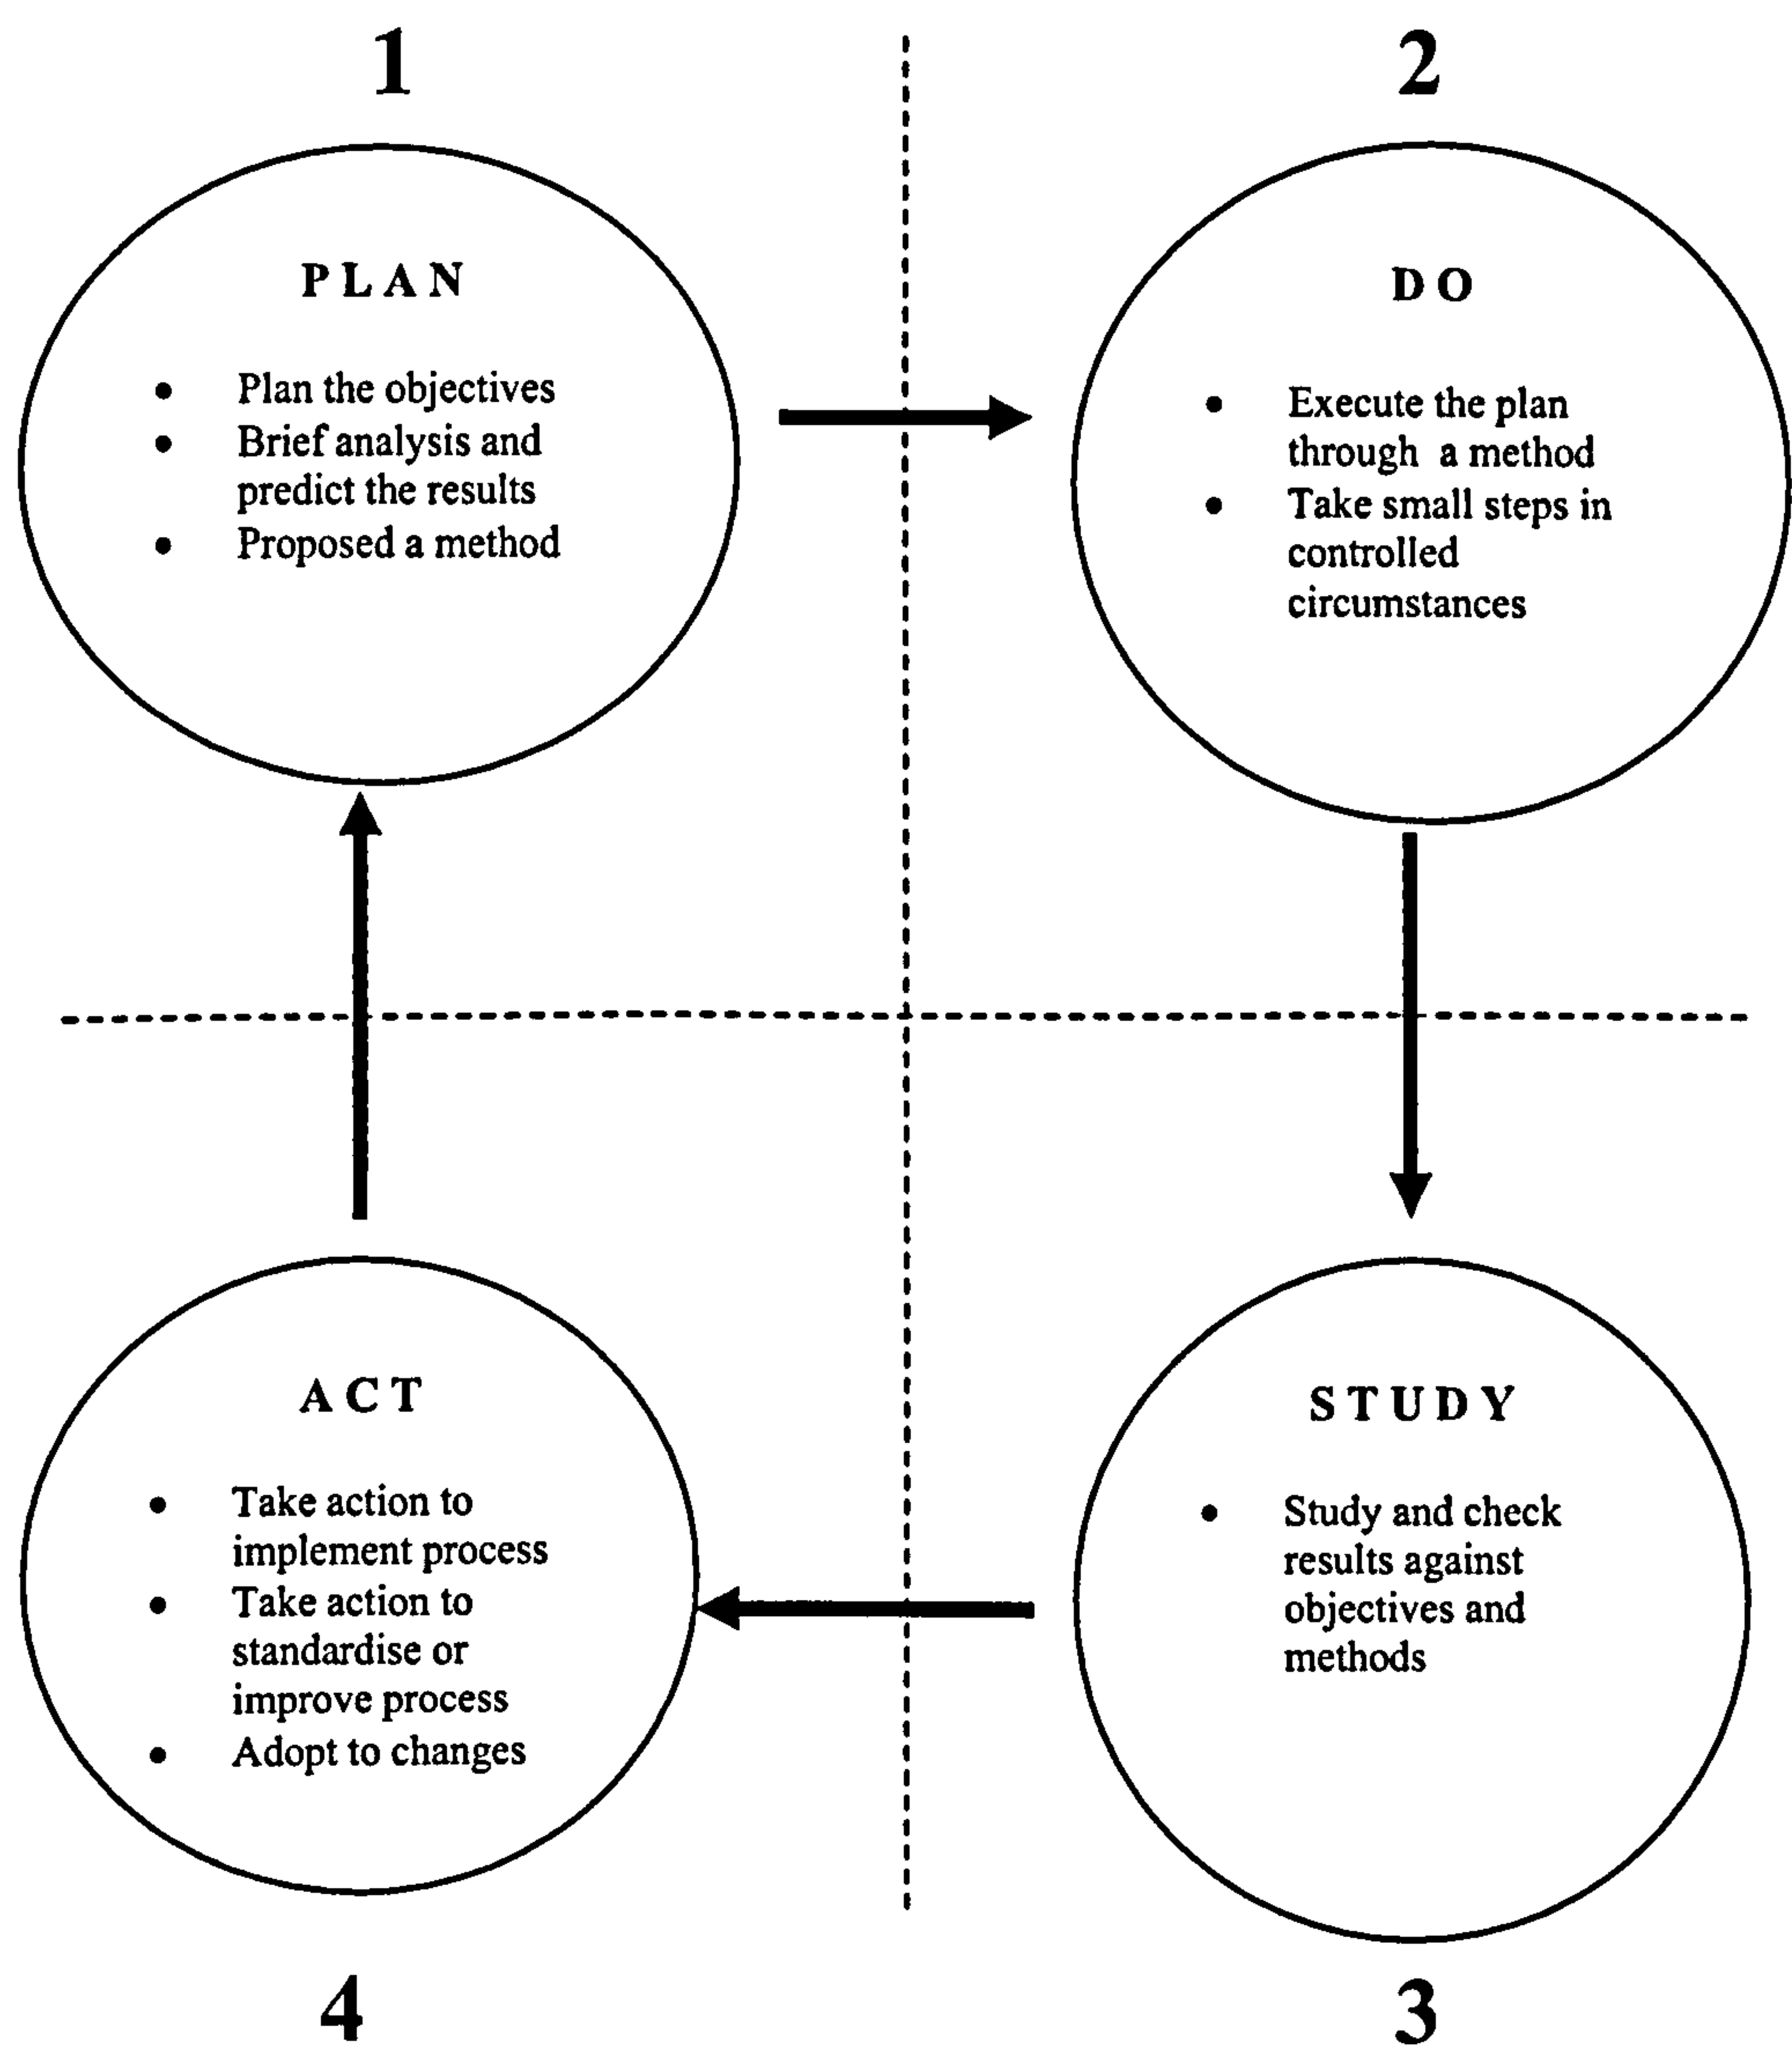 1
PLAN
• Plan the objectives
• Brief analysis and
predict the results
• Proposed a method
2
DO
• Execute the plan
through a method
• Take small steps in
controlled
circumstances
ACT
• Take action to
implement process
• Take action to
standardise or
improve process
• Adopt to changes
4
STUDY
• Study and check
results against
objectives and
methods
3